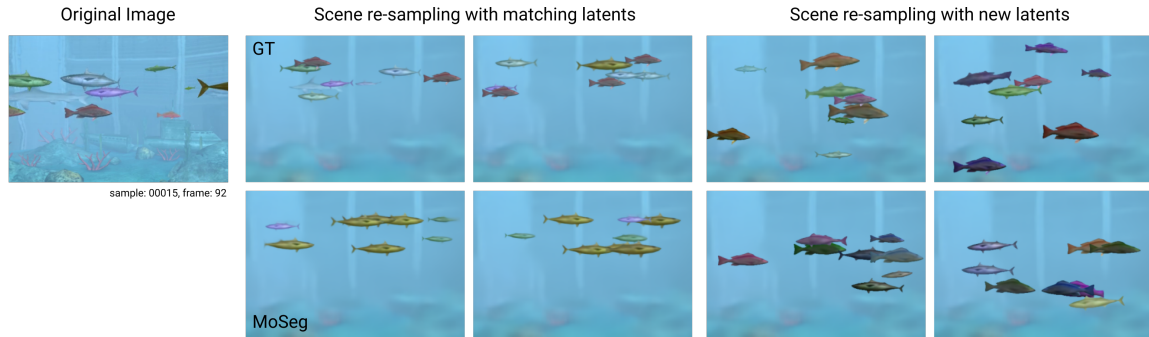 Original Image
Scene re-sampling with matching latents
Scene re-sampling with new latents
GT
sample: 00015, frame: 92
MoSeg